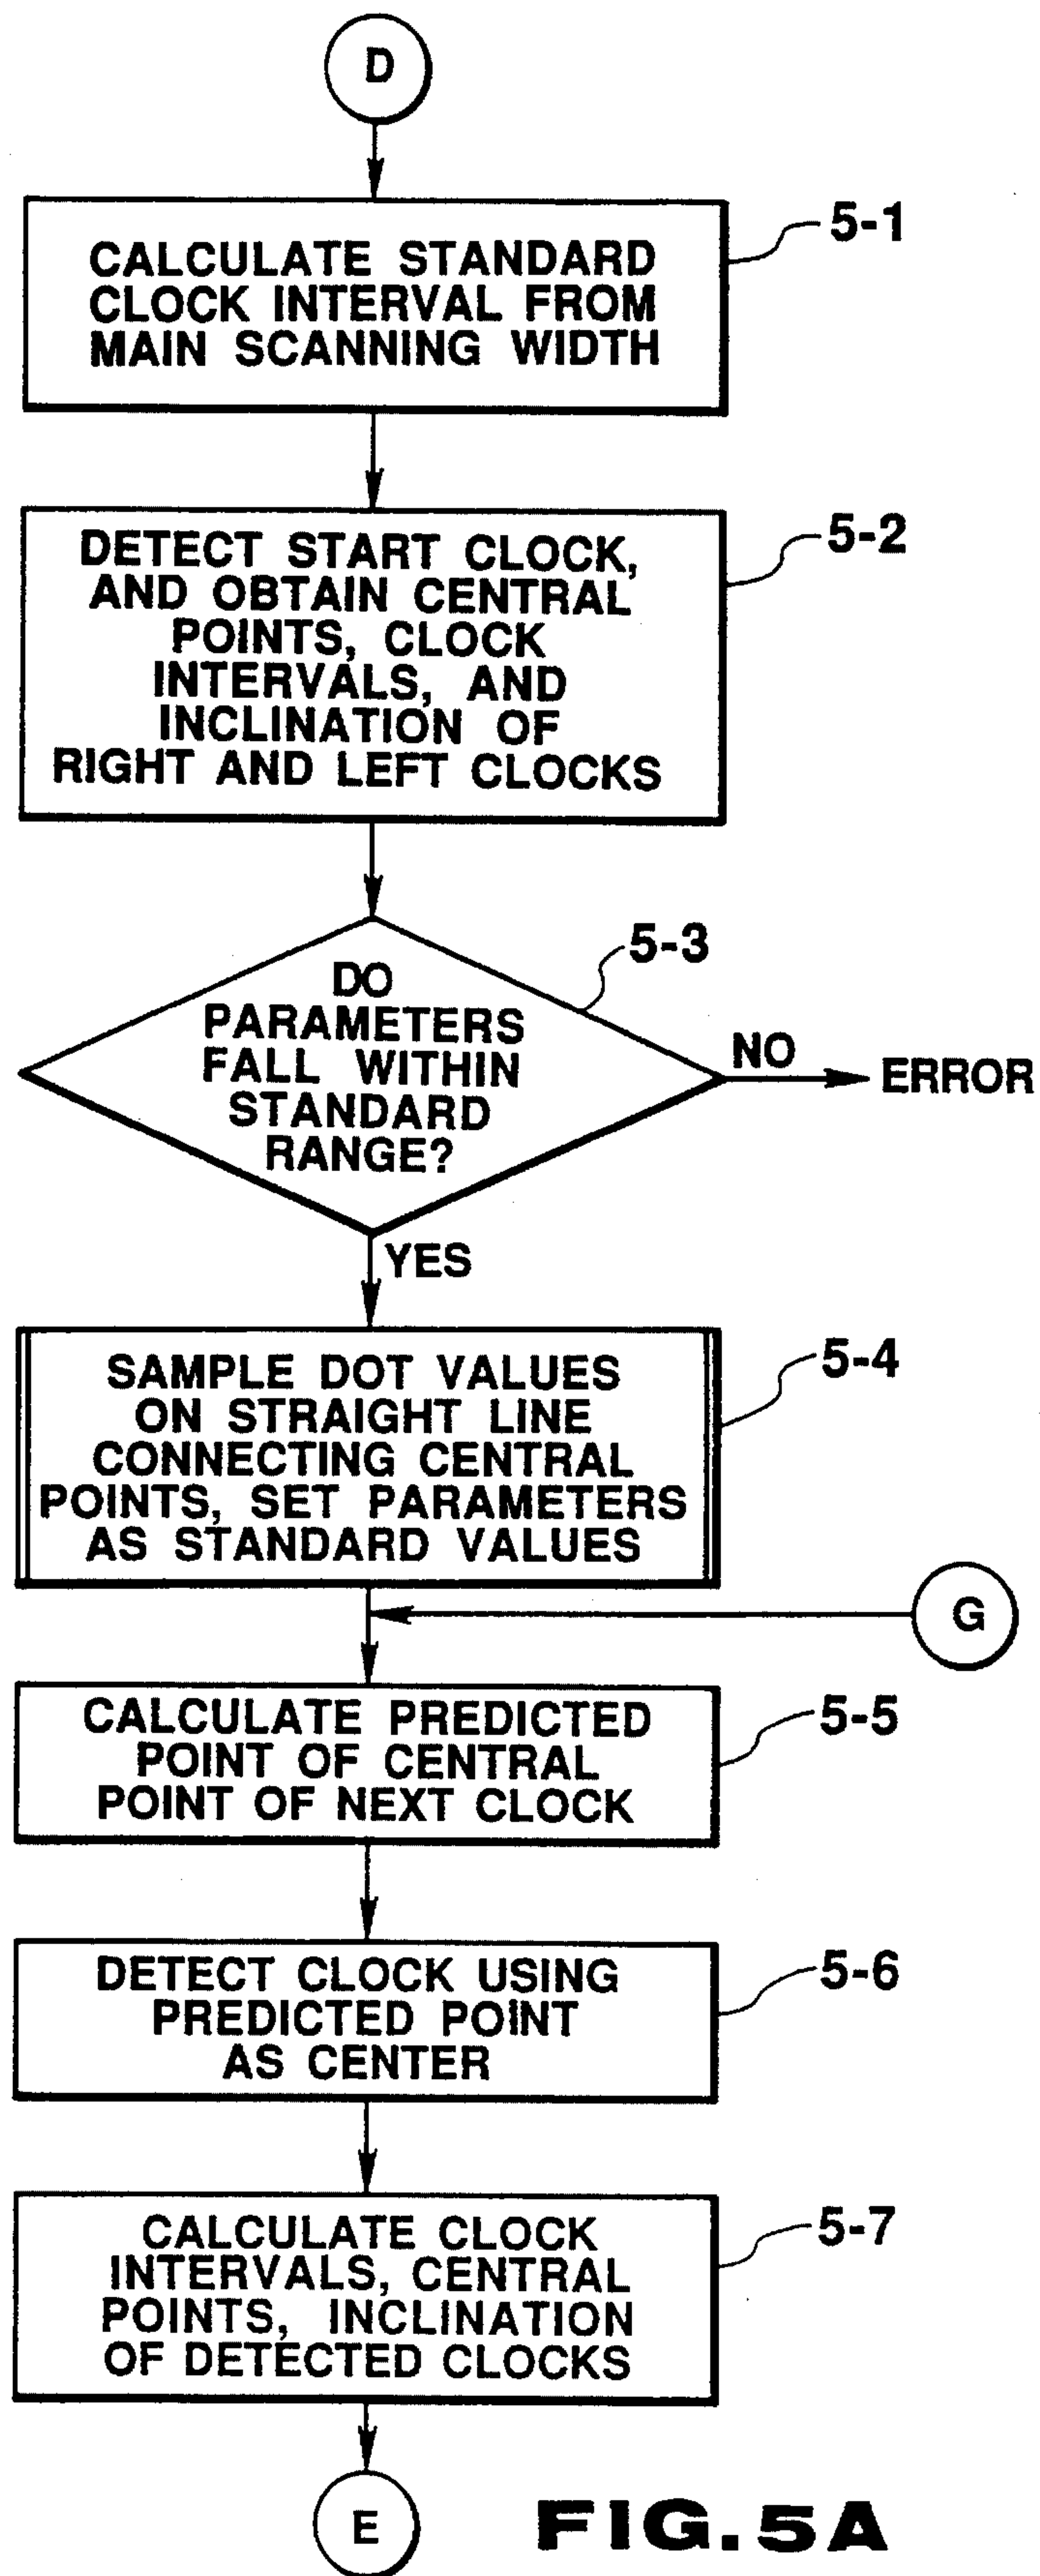 D
5-1
CALCULATE STANDARD
CLOCK INTERVAL FROM
MAIN SCANNING WIDTH
5-2
DETECT START CLOCK,
AND OBTAIN CENTRAL
POINTS, CLOCK
INTERVALS, AND
INCLINATION OF
RIGHT AND LEFT CLOCKS
5-3
DO
PARAMETERS
FALL WITHIN
STANDARD
RANGE?
NO
ERROR
YES
5-4
SAMPLE DOT VALUES
ON STRAIGHT LINE
CONNECTING CENTRAL
POINTS, SET PARAMETERS
AS STANDARD VALUES
G
5-5
CALCULATE PREDICTED
POINT OF CENTRAL
POINT OF NEXT CLOCK
5-6
DETECT CLOCK USING
PREDICTED POINT
AS CENTER
5-7
CALCULATE CLOCK
INTERVALS, CENTRAL
POINTS, INCLINATION
OF DETECTED CLOCKS
E
FIG.5A